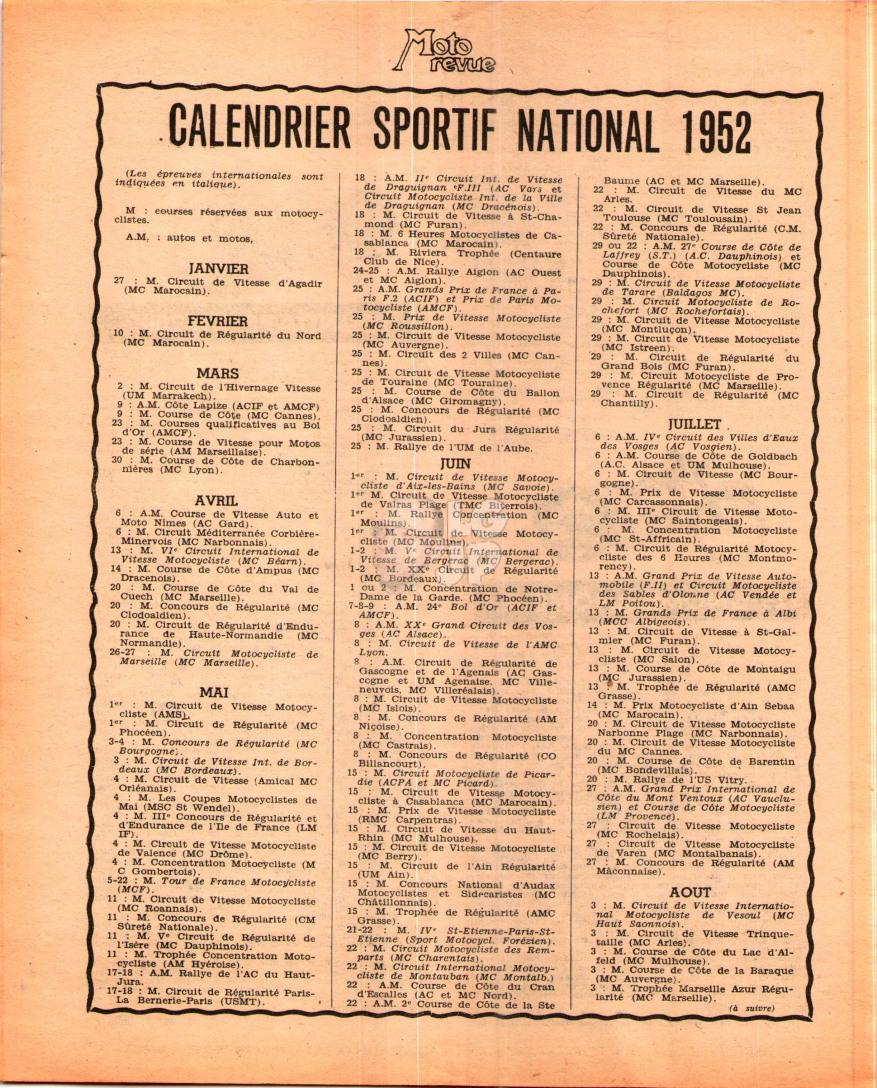 Moto
revue
CALENDRIER SPORTIF NATIONAL 1952
(Les épreuves internationales sont
indiquées en italique).
M : courses réservées aux motocy-
clistes.
A.M. : autos et motos,
JANVIER
27 : M. Circuit de Vitesse d'Agadir
(MC Marocain).
FEVRIER
10 : M. Circuit de Régularité du Nord
(MC Marocain).
MARS
2 : M. Circuit de l'Hivernage Vitesse
(UM Marrakech).
9 : A.M. Côte Lapize (ACIF et AMCF)
9 : M. Course de Côte (MC Cannes).
23 : M. Courses qualificatives au Bol
d'Or (AMCF).
23 : M. Course de Vitesse pour Motos
de série (AM Marseillaise).
30 : M. Course de Côte de Charbon-
nières (MC Lyon).
AVRIL
6 : A.M. Course de Vitesse Auto et
Moto Nîmes (AC Gard).
6 : M. Circuit Méditerranée Corbière-
Minervois (MC Narbonnais).
13 : M. VIe Circuit International de
Vitesse Motocycliste (MC Béarn).
14 : M. Course de Côte d'Ampus (MC
Dracenois).
20 : M. Course de Côte du Val de
Cuech (MC Marseille).
20 : M. Concours de Régularité (MC
Clodoaldien).
20 : M. Circuit de Régularité d'Endu-
rance de Haute-Normandie (MC
Normandie).
26-27 : M. Circuit Motocycliste de
Marseille (MC Marseille).
MAI
1er : M. Circuit de Vitesse Motocy-
cliste (AMS).
1er : M. Circuit de Régularité (MC
Phocéen).
3-4 : M. Concours de Régularité (MC
Bourgogne).
3 : M. Circuit de Vitesse Int. de Bor-
deaux (MC Bordeaux).
4 : M. Circuit de Vitesse (Amical MC
Orléanais).
4 : M. Les Coupes Motocyclistes de
Mai (MSC St Wendel).
4 : M. IIIe Concours de Régularité et
d'Endurance de l'Ile de France (LM
IF).
4 : M. Circuit de Vitesse Motocycliste
de Valence (MC Drôme).
4 : M. Concentration Motocycliste (M
C Gombertois).
5-22 : M. Tour de France Motocycliste
(MCF).
11 : M. Circuit de Vitesse Motocycliste
(MC Roannais).
11 : M. Concours de Régularité (CM
Sûreté Nationale).
11 : M. Ve Circuit de Régularité de
l'Isère (MC Dauphinois).
11 : M. Trophée Concentration Moto-
cycliste (AM Hyéroise).
17-18 : A.M. Rallye de l'AC du Haut-
Jura.
17-18 : M. Circuit de Régularité Paris-
La Bernerie-Paris (USMT).
18 : A.M. IIe Circuit Int. de Vitesse
de Draguignan F.III (AC Vars et
Circuit Motocycliste Int. de la Ville
de Draguignan (MC Dracénois).
18 : M. Circuit de Vitesse à St-Cha-
mond (MC Furan).
18 : M. 6 Heures Motocyclistes de Ca-
sablanca (MC Marocain).
18 : M. Riviera Trophée (Centaure
Club de Nice).
24-25 : A.M. Rallye Aiglon (AC Ouest
et MC Aiglon).
25 : A.M. Grands Prix de France à Pa-
ris F.2 (ACIF) et Prix de Paris Mo-
tocycliste (AMCF).
25 : M. Prix de Vitesse Motocycliste
(MC Roussillon).
25 : M. Circuit de Vitesse Motocycliste
(MC Auvergne).
25 : M. Circuit des 2 Villes (MC Can-
nes).
25 : M. Circuit de Vitesse Motocycliste
de Touraine (MC Touraine).
25 : M. Course de Côte du Ballon
d'Alsace (MC Giromagny).
25 : M. Concours de Régularité (MC
Clodoaldien).
25 : M. Circuit du Jura Régularité
(MC Jurassien).
25 : M. Rallye de l'UM de l'Aube.
JUIN
1er : M. Circuit de Vitesse Motocy-
cliste d'Aix-les-Bains (MC Savoie).
1er M. Circuit de Vitesse Motocycliste
de Valras Plage (TMC Biterrois).
1er : M. Rallye Concentration (MC
Moulins).
1er : M. Circuit de Vitesse Motocy-
cliste (MC Moulins).
1-2 : M. Ve Circuit International de
Vitesse de Bergerac (MC Bergerac).
1-2 : M. XXe Circuit de Régularité
(MC Bordeaux).
1 ou 2 : M. Concentration de Notre-
Dame de la Garde. (MC Phocéen).
7-8-9 : A.M. 24e Bol d'Or (ACIF et
AMCF).
8 : A.M. XXe Grand Circuit des Vos-
ges (AC Alsace).
8 : M. Circuit de Vitesse de l'AMC
Lyon.
8 : A.M. Circuit de Régularité de
Gascogne et de l'Agenais (AC Gas-
cogne et UM Agenaise, MC Ville-
neuvois, MC Villeréalais).
8 : M. Circuit de Vitesse Motocycliste
(MC Islois).
8 : M. Concours de Régularité (AM
Niçoise).
8 : M. Concentration Motocycliste
(MC Castrais).
8 : M. Concours de Régularité (CO
Billancourt).
15 : M. Circuit Motocycliste de Picar-
die (ACPA et MC Picard).
15 : M. Circuit de Vitesse Motocy-
cliste à Casablanca (MC Marocain).
15 : M. Prix de Vitesse Motocycliste
(RMC Carpentras).
15 : M. Circuit de Vitesse du Haut-
Rhin (MC Mulhouse).
15 : M. Circuit de Vitesse Motocycliste
(MC Berry).
15 : M. Circuit de l'Ain Régularité
(UM Ain).
15 : M. Concours National d'Audax
Motocyclistes et Sidecaristes (MC
Châtillonnais).
15 : M. Trophée de Régularité (AMC
Grasse).
21-22 : M. IVe St-Etienne-Paris-St-
Etienne (Sport Motocycl. Forézien).
22 : M. Circuit Motocycliste des Rem-
parts (MC Charentais).
22 : M. Circuit International Motocy-
cliste de Montauban (MC Montalb.)
22 : A.M. Course de Côte du Cran
d'Escalles (AC et MC Nord).
22 : A.M. 2e Course de Côte de la Ste
Baume (AC et MC Marseille).
22 : M. Circuit de Vitesse du MC
Arles.
22 : M. Circuit de Vitesse St Jean
Toulouse (MC Toulousain).
22 : M. Concours de Régularité (C.M.
Sûreté Nationale).
29 ou 22 : A.M. 27e Course de Côte de
Laffrey (S.T.) (A.C. Dauphinois) et
Course de Côte Motocycliste (MC
Dauphinois).
29 : M. Circuit de Vitesse Motocycliste
de Tarare (Baldagos MC).
29 : M. Circuit Motocycliste de Ro-
chefort (MC Rochefortais).
29 : M. Circuit de Vitesse Motocycliste
(MC Montluçon).
29 : M. Circuit de Vitesse Motocycliste
(MC Istreen).
29 : M. Circuit de Régularité du
Grand Bois (MC Furan).
29 : M. Circuit Motocycliste de Pro-
vence Régularité (MC Marseille).
29 : M. Circuit de Régularité (MC
Chantilly).
JUILLET
6 : A.M. IVe Circuit des Villes d'Eaux
des Vosges (AC Vosgien).
6 : A.M. Course de Côte de Goldbach
(A.C. Alsace et UM Mulhouse).
6 : M. Circuit de Vitesse (MC Bour-
gogne).
6 : M. Prix de Vitesse Motocycliste
(MC Carcassonnais).
6 : M. IIIe Circuit de Vitesse Moto-
cycliste (MC Saintongeais).
6 : M. Concentration Motocycliste
(MC St-Affricain).
6 : M. Circuit de Régularité Motocy-
cliste des 6 Heures (MC Montmo-
rency).
13 : A.M. Grand Prix de Vitesse Auto-
mobile (F.II) et Circuit Motocycliste
des Sables d'Olonne (AC Vendée et
LM Poitou).
13 : M. Grands Prix de France à Albi
(MCC Albigeois).
13 : M. Circuit de Vitesse à St-Gal-
mier (MC Furan).
13 : M. Circuit de Vitesse Motocy-
cliste (MC Salon).
13 : M. Course de Côte de Montaigu
(MC Jurassien).
13 : M. Trophée de Régularité (AMC
Grasse).
14 : M. Prix Motocycliste d'Ain Sebaa
(MC Marocain).
20 : M. Circuit de Vitesse Motocycliste
Narbonne Plage (MC Narbonnais).
20 : M. Circuit de Vitesse Motocycliste
du MC Cannes.
20 : M. Course de Côte de Barentin
(MC Bondevillais).
20 : M. Rallye de l'US Vitry.
27 : A.M. Grand Prix International de
Côte du Mont Ventoux (AC Vauclu-
sien) et Course de Côte Motocycliste
(LM Provence).
27 : Circuit de Vitesse Motocycliste
(MC Rochelais).
27 : Circuit de Vitesse Motocycliste
de Varen (MC Montalbanais).
27 : M. Concours de Régularité (AM
Mâconnaise).
AOUT
3 : M. Circuit de Vitesse Internatio-
nal Motocycliste de Vesoul (MC
Haut Saonnois).
3 : M. Circuit de Vitesse Trinque-
taille (MC Arles).
3 : M. Course de Côte du Lac d'Al-
feld (MC Mulhouse).
3 : M. Course de Côte de la Baraque
(MC Auvergne).
3 : M. Trophée Marseille Azur Régu-
larité (MC Marseille).
(à suivre)